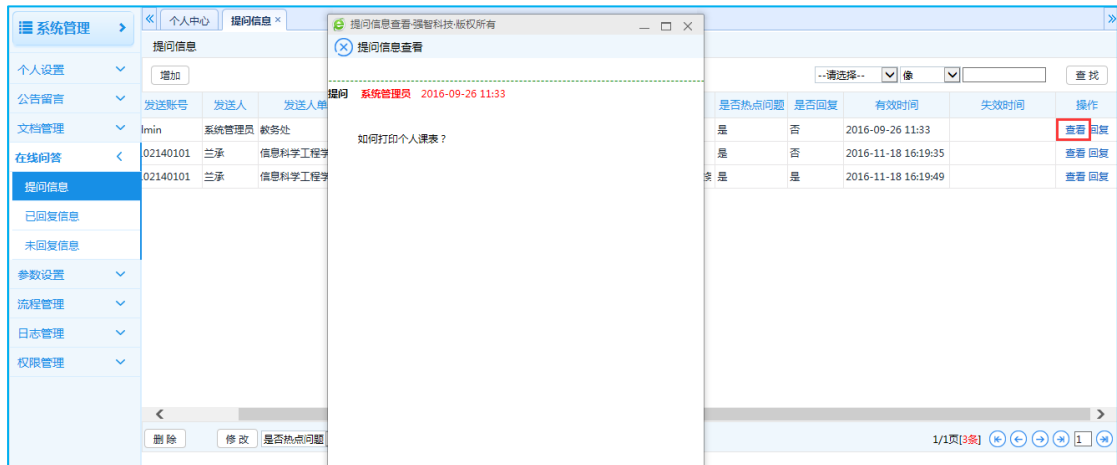 系统管理
个人中心 提问信息 ×
提问信息查看-强智科技·版权所有
提问信息
提问信息查看
个人设置
公告留言
文档管理
在线问答
提问信息
已回复信息
未回复信息
参数设置
流程管理
日志管理
权限管理
增加
--请选择-- 像 查 找
提问 系统管理员 2016-09-26 11:33
如何打印个人课表？
发送账号 发送人 发送人单 是否热点问题 是否回复 有效时间 失效时间 操作
lmin 系统管理员 教务处 是 否 2016-09-26 11:33 查看 回复
02140101 兰承 信息科学工程学 是 否 2016-11-18 16:19:35 查看 回复
02140101 兰承 信息科学工程学 是 是 2016-11-18 16:19:49 查看 回复
删 除 修 改 是否热点问题 1/1页[3条] 1